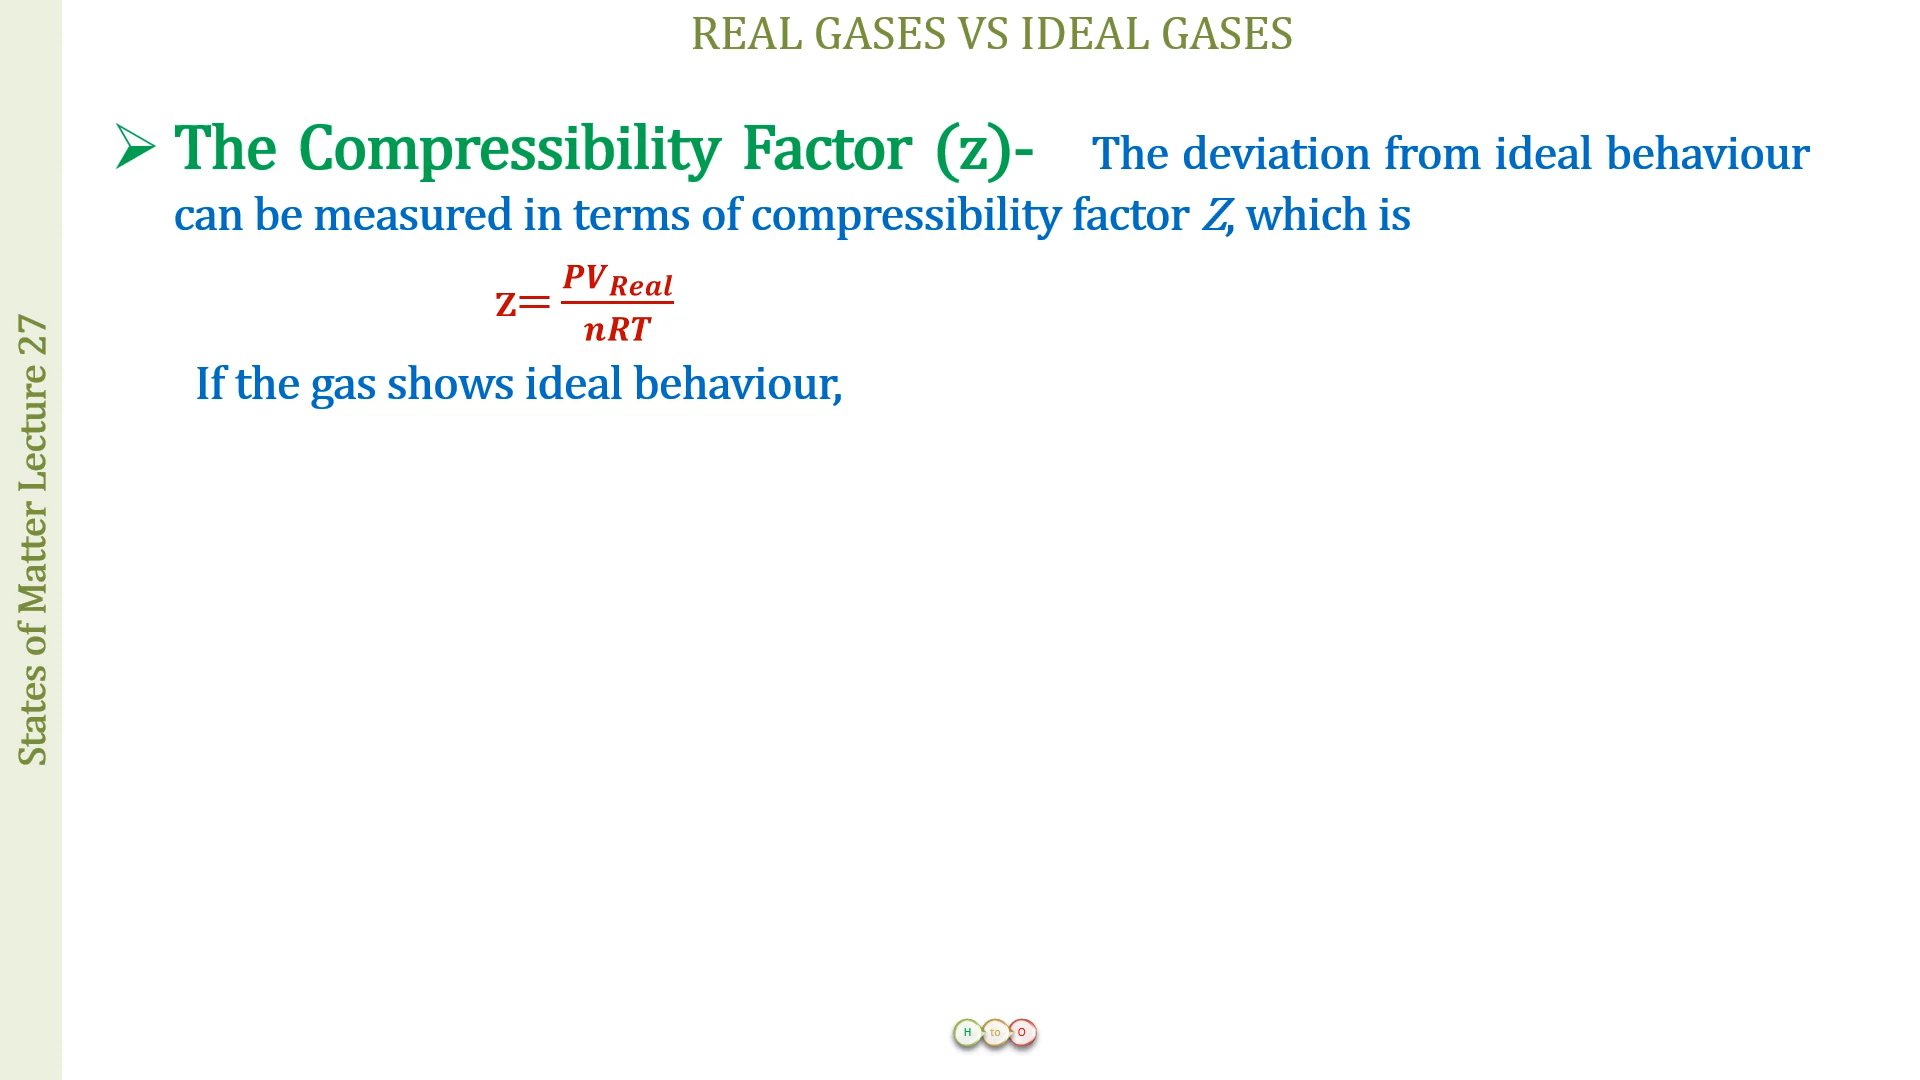 REAL GASES VS IDEAL GASES
➢ The Compressibility Factor (z)- The deviation from ideal behaviour
can be measured in terms of compressibility factor Z, which is
z= PV_Real / nRT
If the gas shows ideal behaviour,
States of Matter Lecture 27
H to O